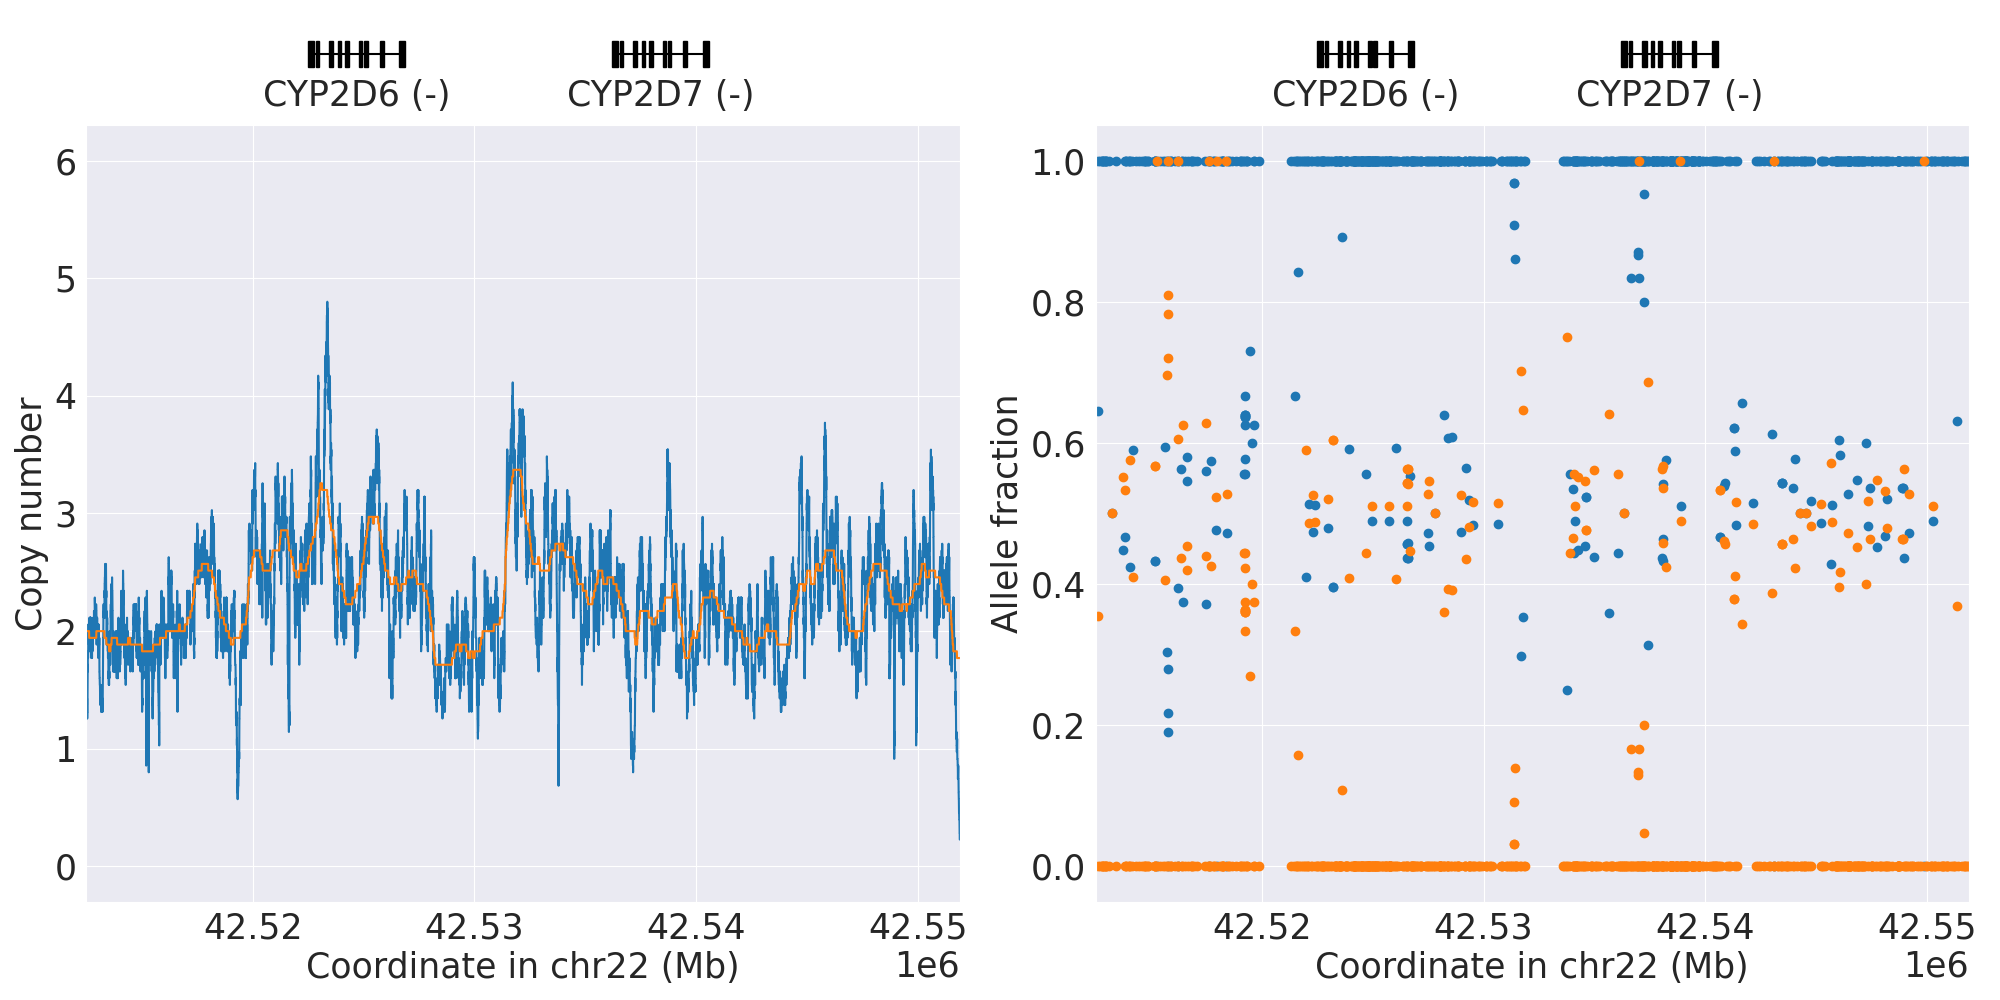 CYP2D6 (-) CYP2D7 (-)
6
5
4
3
2
1
0
Copy number
42.52 42.53 42.54 42.55
Coordinate in chr22 (Mb)
1e6
CYP2D6 (-) CYP2D7 (-)
1.0
0.8
0.6
0.4
0.2
0.0
Allele fraction
42.52 42.53 42.54 42.55
Coordinate in chr22 (Mb)
1e6